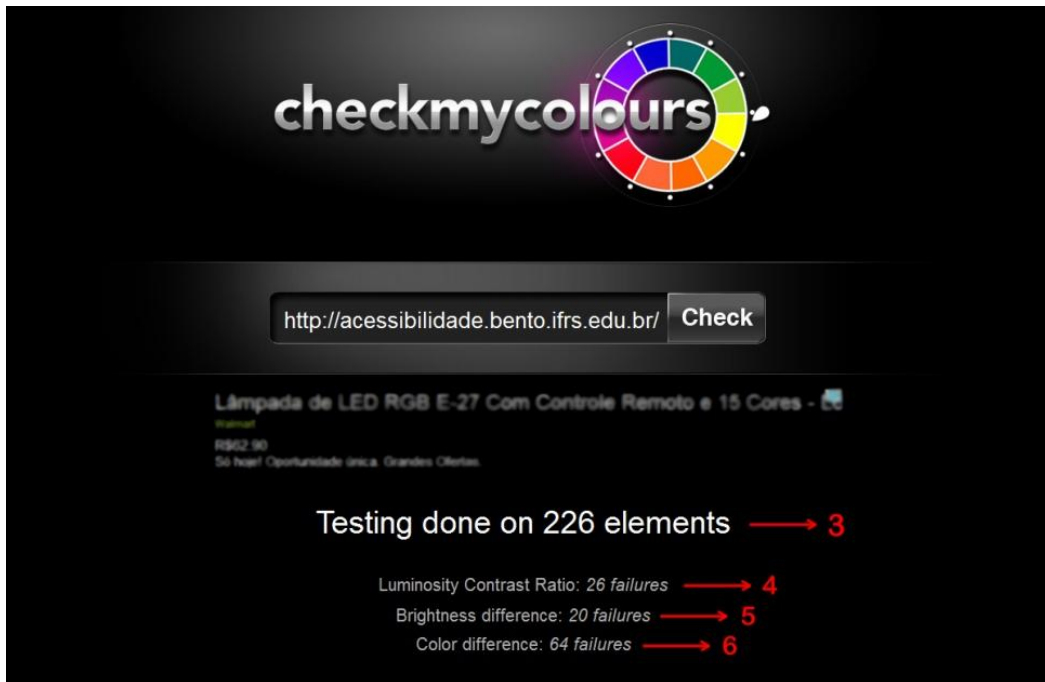 checkmycolours
http://acessibilidade.bento.ifrs.edu.br/ Check
Lâmpada de LED RGB E-27 Com Controle Remoto e 15 Cores -
Walmart
R$62.90
Só hoje! Oportunidade única. Grandes Ofertas.
Testing done on 226 elements 3
Luminosity Contrast Ratio: 26 failures 4
Brightness difference: 20 failures 5
Color difference: 64 failures 6